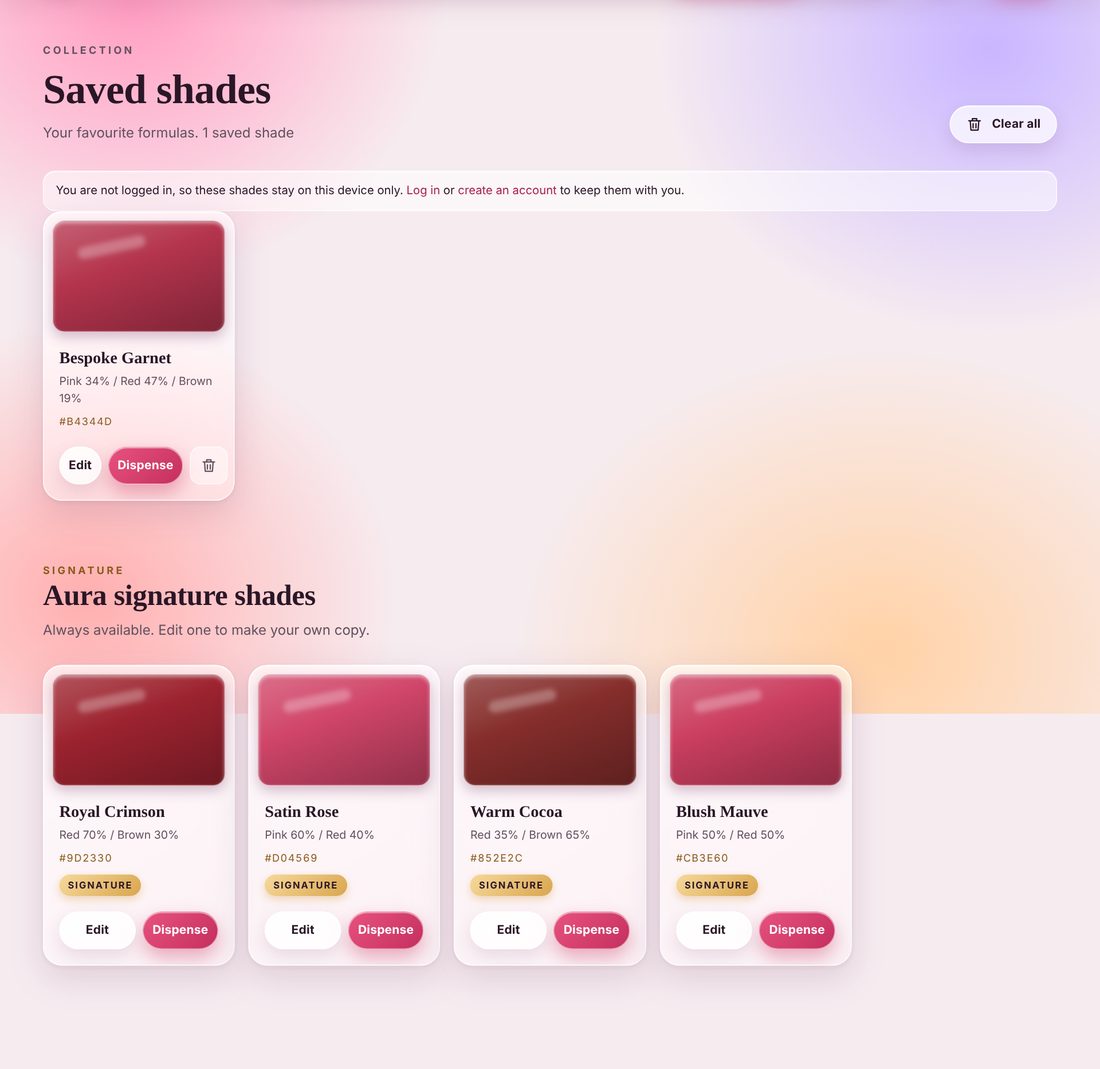 COLLECTION
Saved shades
Your favourite formulas. 1 saved shade
Clear all
You are not logged in, so these shades stay on this device only. Log in or create an account to keep them with you.
Bespoke Garnet
Pink 34% / Red 47% / Brown
19%
#B4344D
Edit
Dispense
SIGNATURE
Aura signature shades
Always available. Edit one to make your own copy.
Royal Crimson
Red 70% / Brown 30%
#9D2330
SIGNATURE
Edit
Dispense
Satin Rose
Pink 60% / Red 40%
#D04569
SIGNATURE
Edit
Dispense
Warm Cocoa
Red 35% / Brown 65%
#852E2C
SIGNATURE
Edit
Dispense
Blush Mauve
Pink 50% / Red 50%
#CB3E60
SIGNATURE
Edit
Dispense